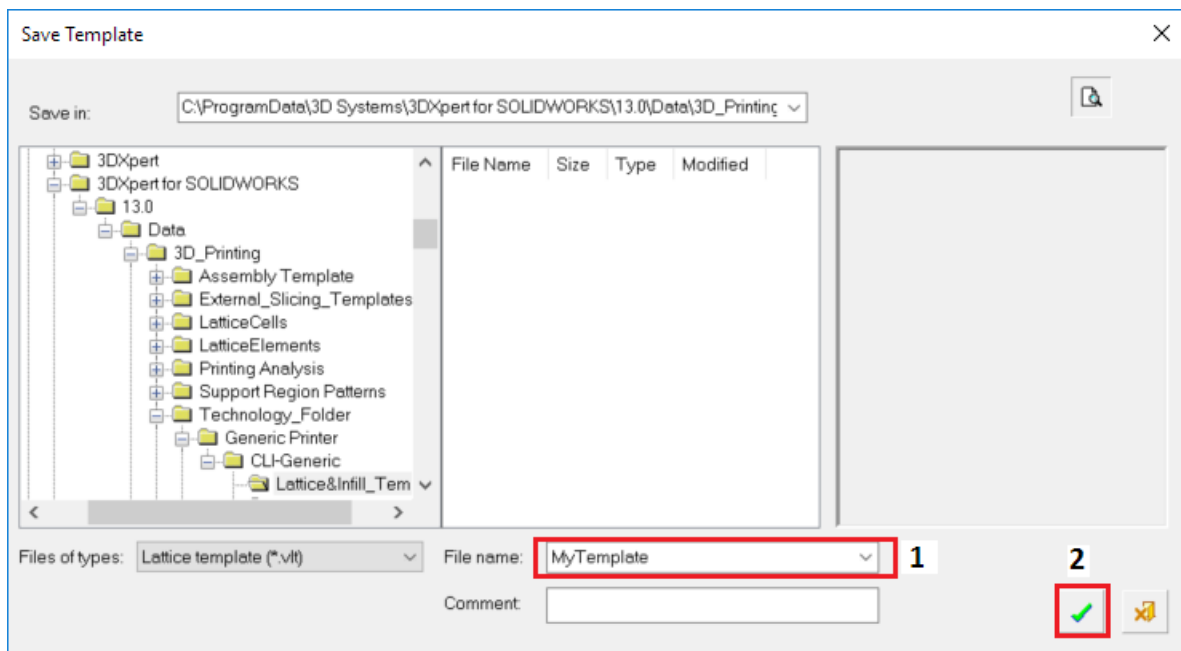 Save Template
Save in:
C:\ProgramData\3D Systems\3DXpert for SOLIDWORKS\13.0\Data\3D_Printing
3DXpert
3DXpert for SOLIDWORKS
13.0
Data
3D_Printing
Assembly Template
External_Slicing_Templates
LatticeCells
LatticeElements
Printing Analysis
Support Region Patterns
Technology_Folder
Generic Printer
CLI-Generic
Lattice&Infill_Tem
File Name Size Type Modified
Files of types: Lattice template (*.vlt)
File name: MyTemplate 1
2
Comment: